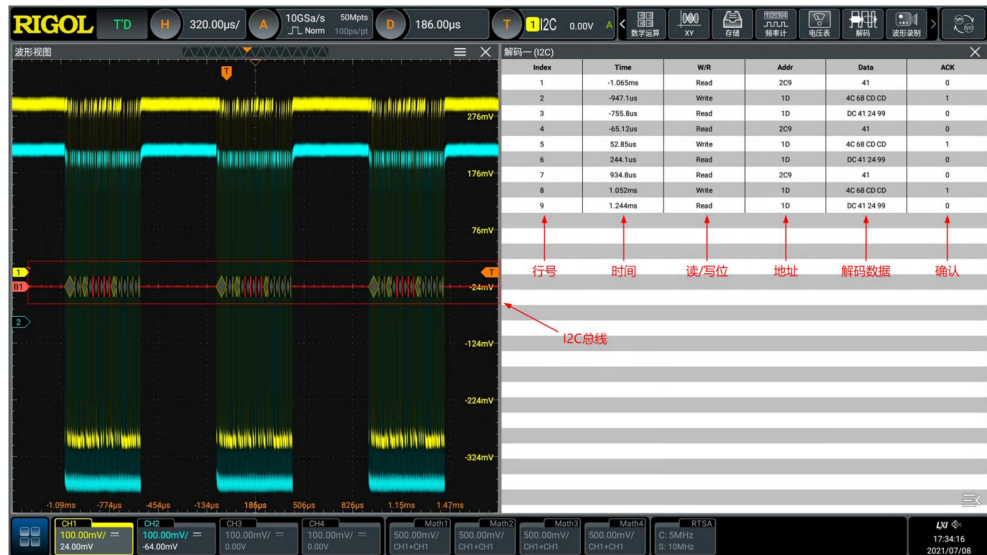 RIGOL T'D H 320.00μs/ A 10GSa/s 50Mpts D 186.00μs T 1 I2C 0.00V A 数学运算 XY 存储 频率计 电压表 解码 波形录制
Norm 100ps/pt
波形视图
解码一 (I2C)
Index Time W/R Addr Data ACK
1 -1.065ms Read 2C9 41 0
2 -947.1us Write 1D 4C 68 CD CD 1
3 -755.8us Read 1D DC 41 24 99 0
4 -65.12us Read 2C9 41 0
5 52.85us Write 1D 4C 68 CD CD 1
6 244.1us Read 1D DC 41 24 99 0
7 934.8us Read 2C9 41 0
8 1.052ms Write 1D 4C 68 CD CD 1
9 1.244ms Read 1D DC 41 24 99 0
行号 时间 读/写位 地址 解码数据 确认
I2C总线
T
276mV
176mV
76mV
1 T
B1 -24mV
2
-124mV
-224mV
-324mV
-1.09ms -774μs -454μs -134μs 186μs 506μs 826μs 1.15ms 1.47ms
CH1 CH2 CH3 CH4 Math1 Math2 Math3 Math4 RTSA
100.00mV/ 100.00mV/ 100.00mV/ 100.00mV/ 500.00mV/ 500.00mV/ 500.00mV/ 500.00mV/ C: 5MHz
24.00mV -64.00mV 0.00V 0.00V CH1+CH1 CH1+CH1 CH1+CH1 CH1+CH1 S: 10MHz
LXI
17:34:16
2021/07/08